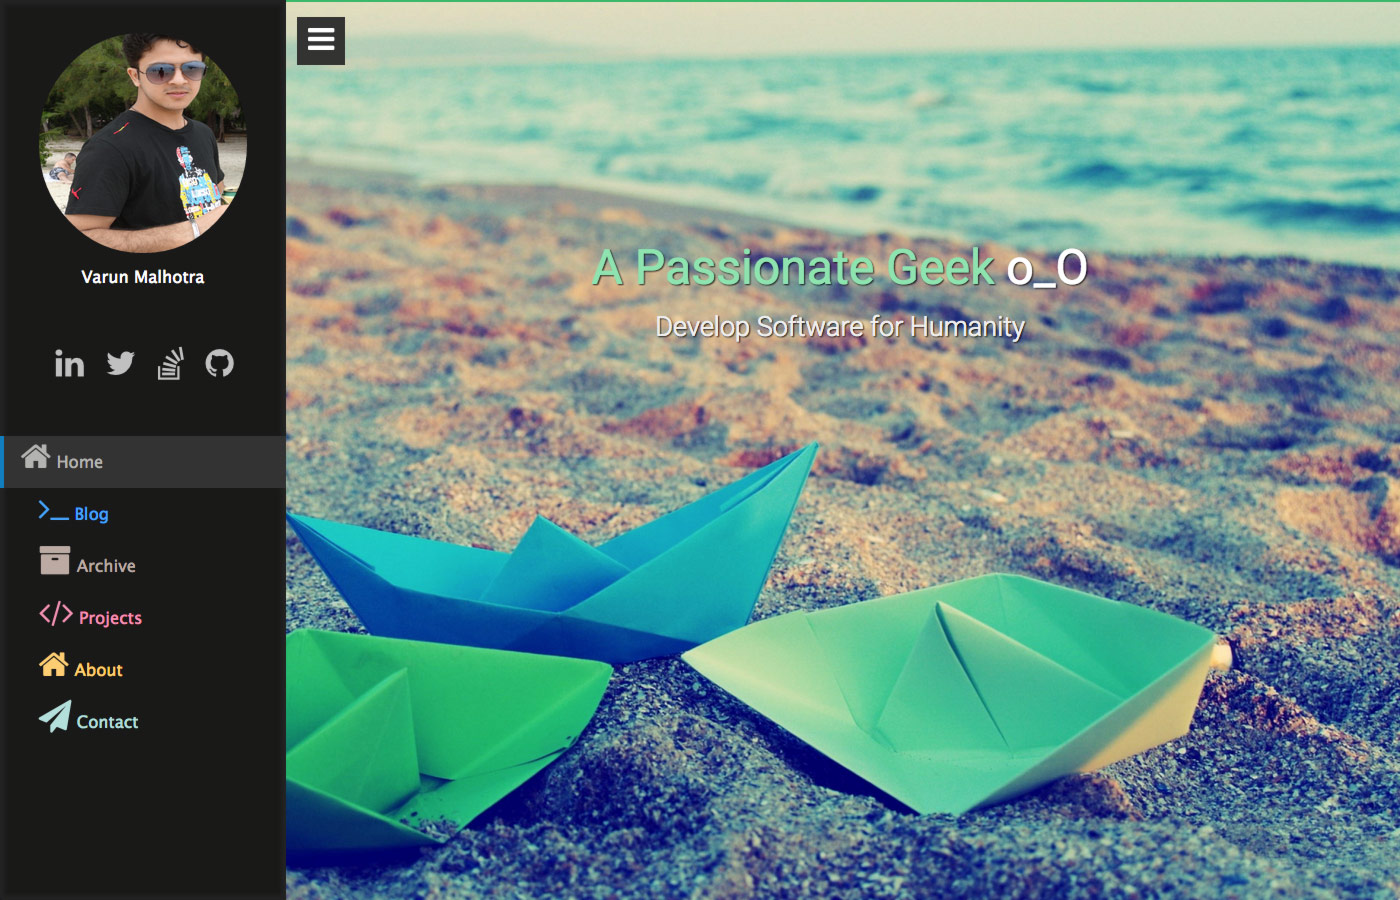 Varun Malhotra
Home
Blog
Archive
Projects
About
Contact
A Passionate Geek o_O
Develop Software for Humanity